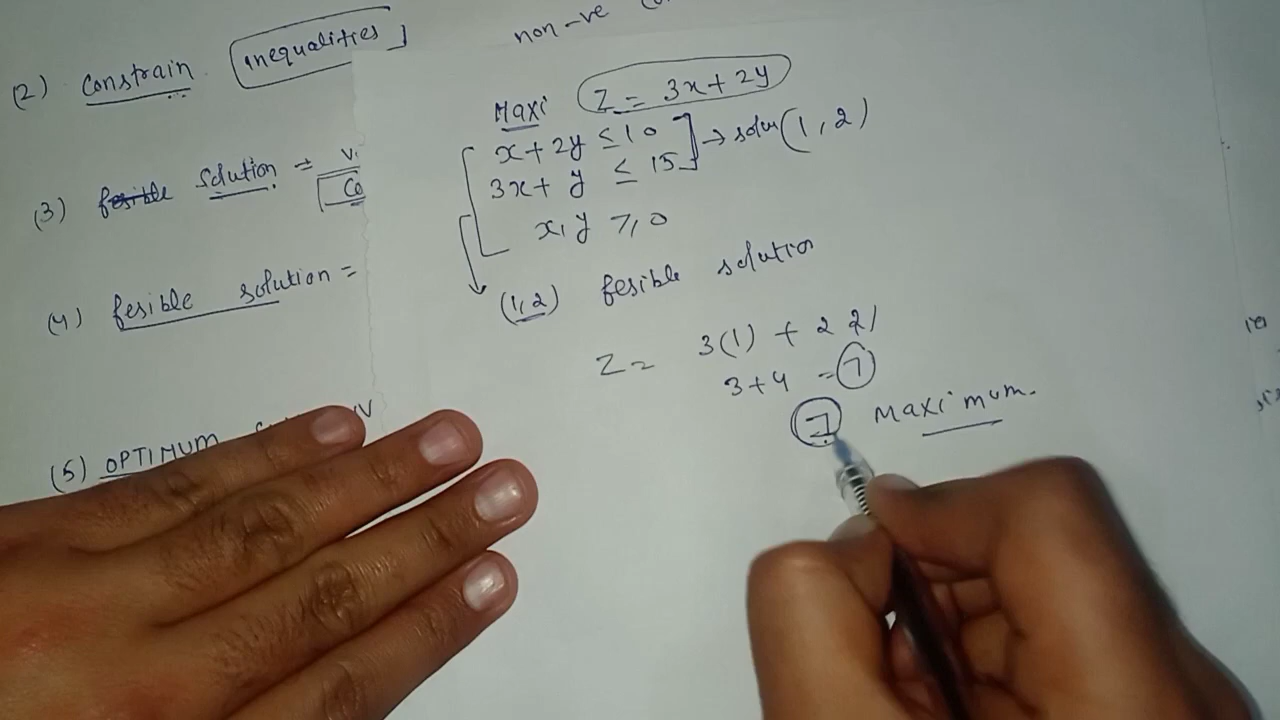 non-ve
(2) Constrain inequalities]
(3) fesible solution =
(4) fesible solution =
(5) OPTIMUM
Maxi Z = 3x + 2y
x + 2y ≤ 10
3x + y ≤ 15 ] → soln (1, 2)
x, y ≥ 0
(1, 2) fesible solution
Z = 3(1) + 2 2/
3 + 4 = 7
7 Maximum.